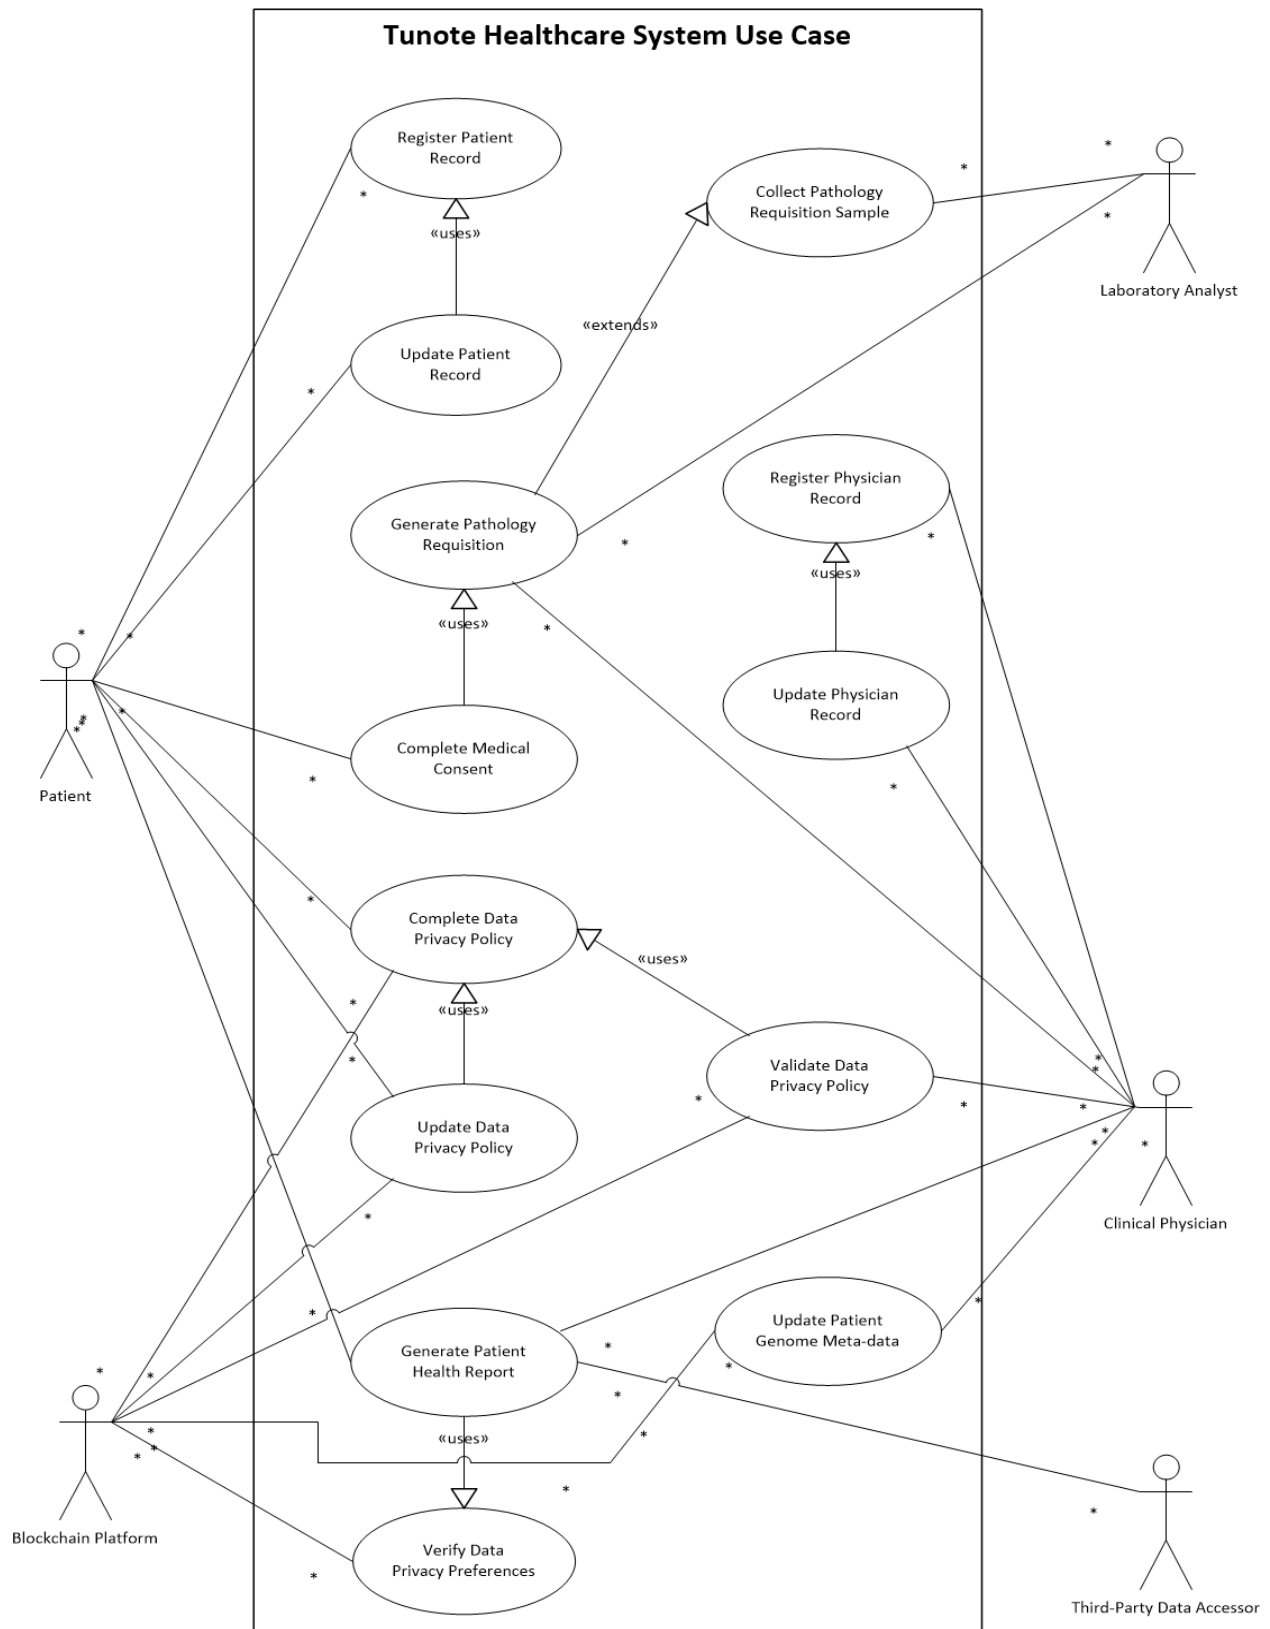 Tunote Healthcare System Use Case
Register Patient
Record
*
«uses»
Update Patient
Record
*
Collect Pathology
Requisition Sample
*
*
*
Laboratory Analyst
«extends»
Generate Pathology
Requisition
*
*
«uses»
Register Physician
Record
*
«uses»
Update Physician
Record
*
*
*
*
*
*
*
Patient
Complete Medical
Consent
*
Complete Data
Privacy Policy
*
*
«uses»
«uses»
*
Update Data
Privacy Policy
*
Validate Data
Privacy Policy
*
*
*
*
*
*
*
*
Clinical Physician
Generate Patient
Health Report
*
*
*
Update Patient
Genome Meta-data
*
*
*
«uses»
*
*
*
*
*
*
Blockchain Platform
Verify Data
Privacy Preferences
*
*
*
Third-Party Data Accessor